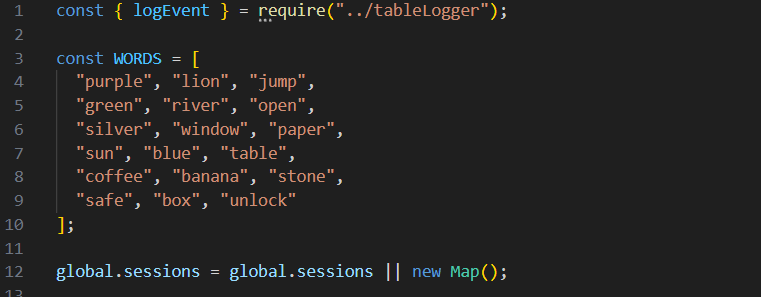 1 const { logEvent } = require("../tableLogger");
2
3 const WORDS = [
4 "purple", "lion", "jump",
5 "green", "river", "open",
6 "silver", "window", "paper",
7 "sun", "blue", "table",
8 "coffee", "banana", "stone",
9 "safe", "box", "unlock"
10 ];
11
12 global.sessions = global.sessions || new Map();
13